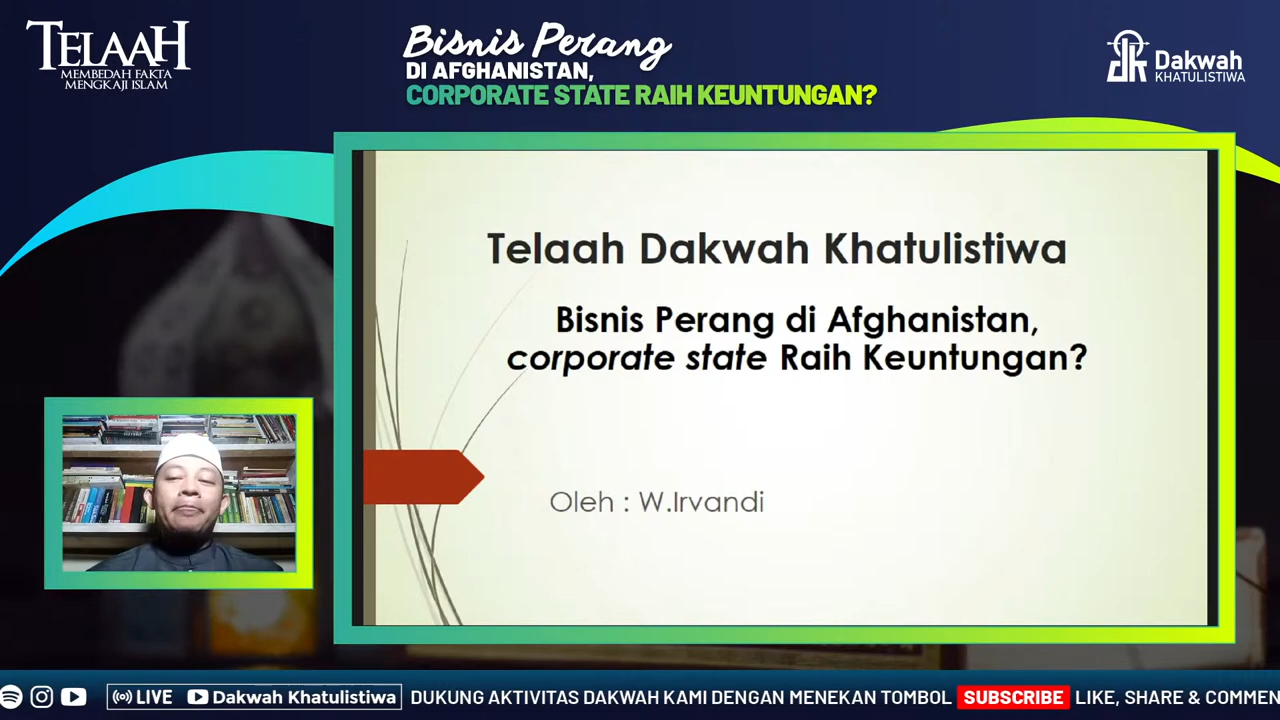 TELAAH
MEMBEDAH FAKTA
MENGKAJI ISLAM
Bisnis Perang
DI AFGHANISTAN,
CORPORATE STATE RAIH KEUNTUNGAN?
Dakwah
KHATULISTIWA
Telaah Dakwah Khatulistiwa
Bisnis Perang di Afghanistan,
corporate state Raih Keuntungan?
Oleh : W.Irvandi
LIVE Dakwah Khatulistiwa DUKUNG AKTIVITAS DAKWAH KAMI DENGAN MENEKAN TOMBOL SUBSCRIBE LIKE, SHARE & COMMEN